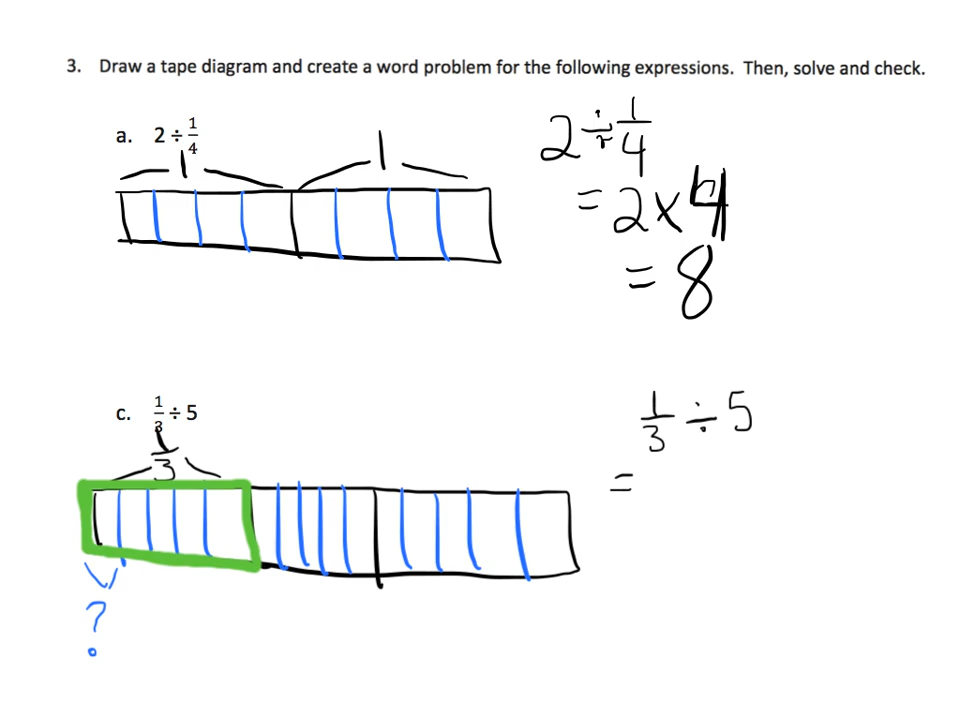 3. Draw a tape diagram and create a word problem for the following expressions. Then, solve and check.
a. 2 ÷ 1/4
1 1
2 ÷ 1/4
= 2 x 4
= 8
c. 1/3 ÷ 5
1/3
1/3 ÷ 5
=
?